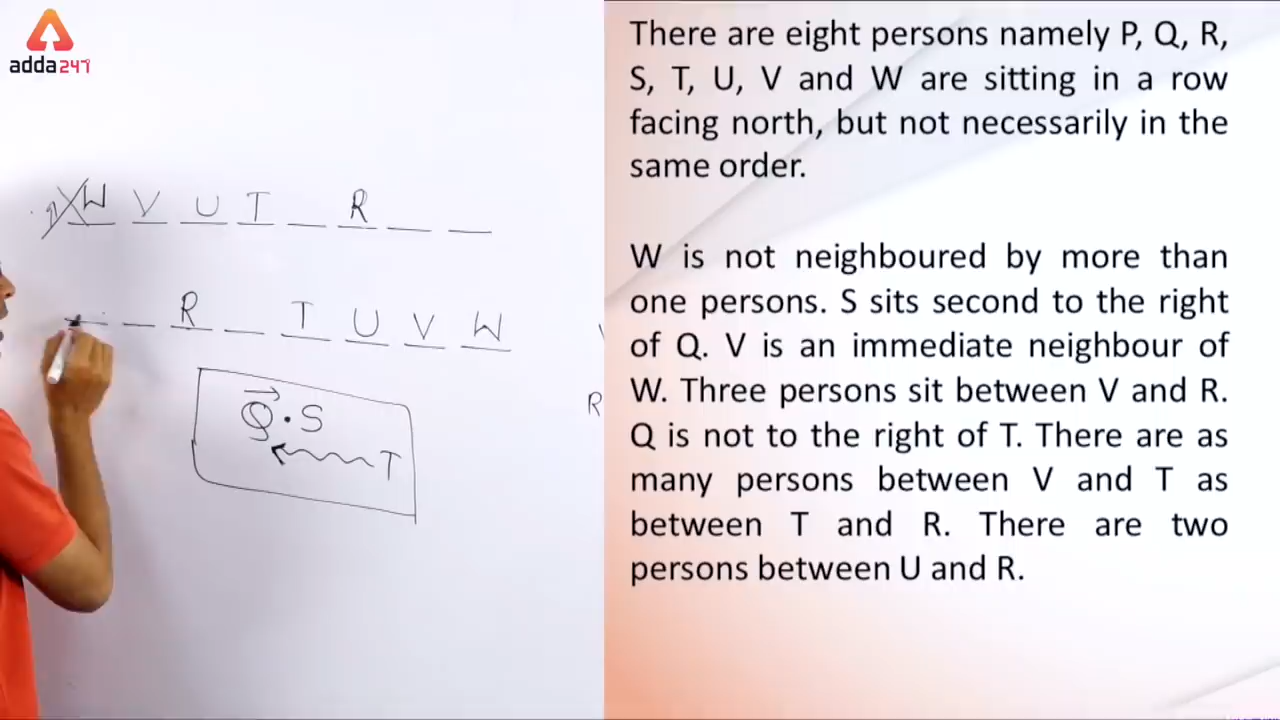 adda247
W V U T R
R T U V W
Q . S
T
R
There are eight persons namely P, Q, R,
S, T, U, V and W are sitting in a row
facing north, but not necessarily in the
same order.
W is not neighboured by more than
one persons. S sits second to the right
of Q. V is an immediate neighbour of
W. Three persons sit between V and R.
Q is not to the right of T. There are as
many persons between V and T as
between T and R. There are two
persons between U and R.